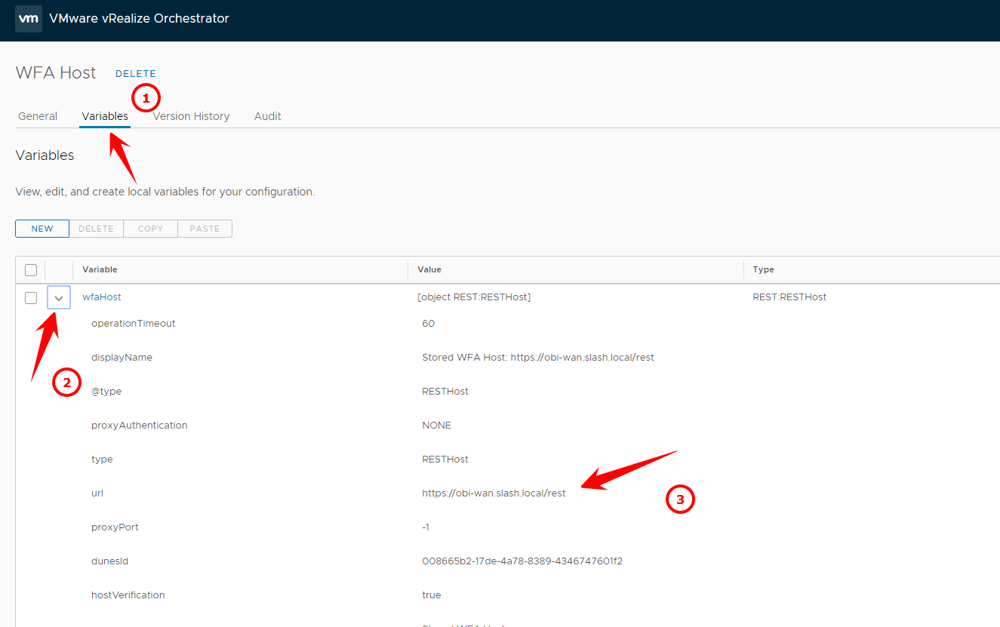 vm VMware vRealize Orchestrator
WFA Host DELETE
1
General Variables Version History Audit
Variables
View, edit, and create local variables for your configuration.
NEW DELETE COPY PASTE
Variable Value Type
wfaHost [object REST:RESTHost] REST:RESTHost
operationTimeout 60
displayName Stored WFA Host: https://obi-wan.slash.local/rest
2
@type RESTHost
proxyAuthentication NONE
type RESTHost
url https://obi-wan.slash.local/rest
3
proxyPort -1
dunesId 008665b2-17de-4a78-8389-4346747601f2
hostVerification true